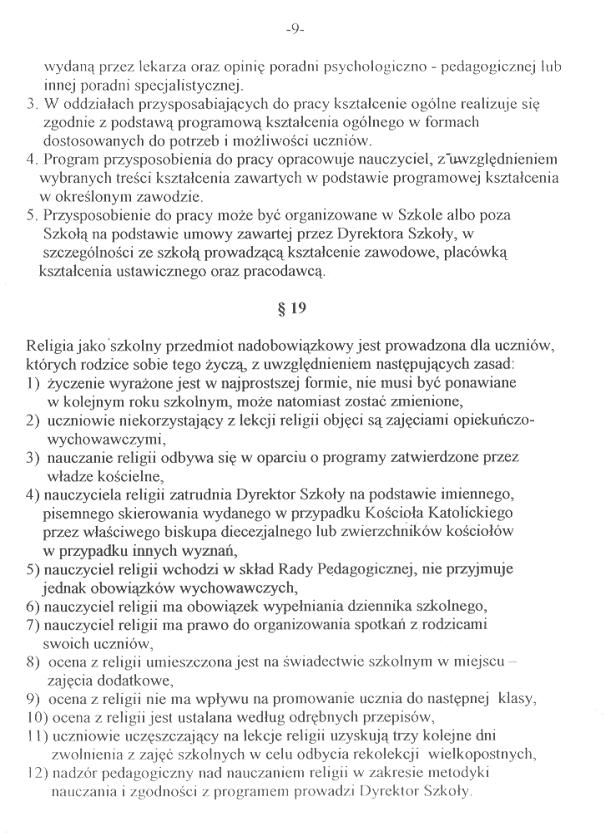 -9-
wydaną przez lekarza oraz opinię poradni psychologiczno - pedagogicznej lub
innej poradni specjalistycznej.
3. W oddziałach przysposabiających do pracy kształcenie ogólne realizuje się
zgodnie z podstawą programową kształcenia ogólnego w formach
dostosowanych do potrzeb i możliwości uczniów.
4. Program przysposobienia do pracy opracowuje nauczyciel, z uwzględnieniem
wybranych treści kształcenia zawartych w podstawie programowej kształcenia
w określonym zawodzie.
5. Przysposobienie do pracy może być organizowane w Szkole albo poza
Szkołą na podstawie umowy zawartej przez Dyrektora Szkoły, w
szczególności ze szkołą prowadzącą kształcenie zawodowe, placówką
kształcenia ustawicznego oraz pracodawcą.
§ 19
Religia jako szkolny przedmiot nadobowiązkowy jest prowadzona dla uczniów,
których rodzice sobie tego życzą, z uwzględnieniem następujących zasad:
1) życzenie wyrażone jest w najprostszej formie, nie musi być ponawiane
w kolejnym roku szkolnym, może natomiast zostać zmienione,
2) uczniowie niekorzystający z lekcji religii objęci są zajęciami opiekuńczo-
wychowawczymi,
3) nauczanie religii odbywa się w oparciu o programy zatwierdzone przez
władze kościelne,
4) nauczyciela religii zatrudnia Dyrektor Szkoły na podstawie imiennego,
pisemnego skierowania wydanego w przypadku Kościoła Katolickiego
przez właściwego biskupa diecezjalnego lub zwierzchników kościołów
w przypadku innych wyznań,
5) nauczyciel religii wchodzi w skład Rady Pedagogicznej, nie przyjmuje
jednak obowiązków wychowawczych,
6) nauczyciel religii ma obowiązek wypełniania dziennika szkolnego,
7) nauczyciel religii ma prawo do organizowania spotkań z rodzicami
swoich uczniów,
8) ocena z religii umieszczona jest na świadectwie szkolnym w miejscu –
zajęcia dodatkowe,
9) ocena z religii nie ma wpływu na promowanie ucznia do następnej klasy,
10) ocena z religii jest ustalana według odrębnych przepisów,
11) uczniowie uczęszczający na lekcje religii uzyskują trzy kolejne dni
zwolnienia z zajęć szkolnych w celu odbycia rekolekcji wielkopostnych,
12) nadzór pedagogiczny nad nauczaniem religii w zakresie metodyki
nauczania i zgodności z programem prowadzi Dyrektor Szkoły.